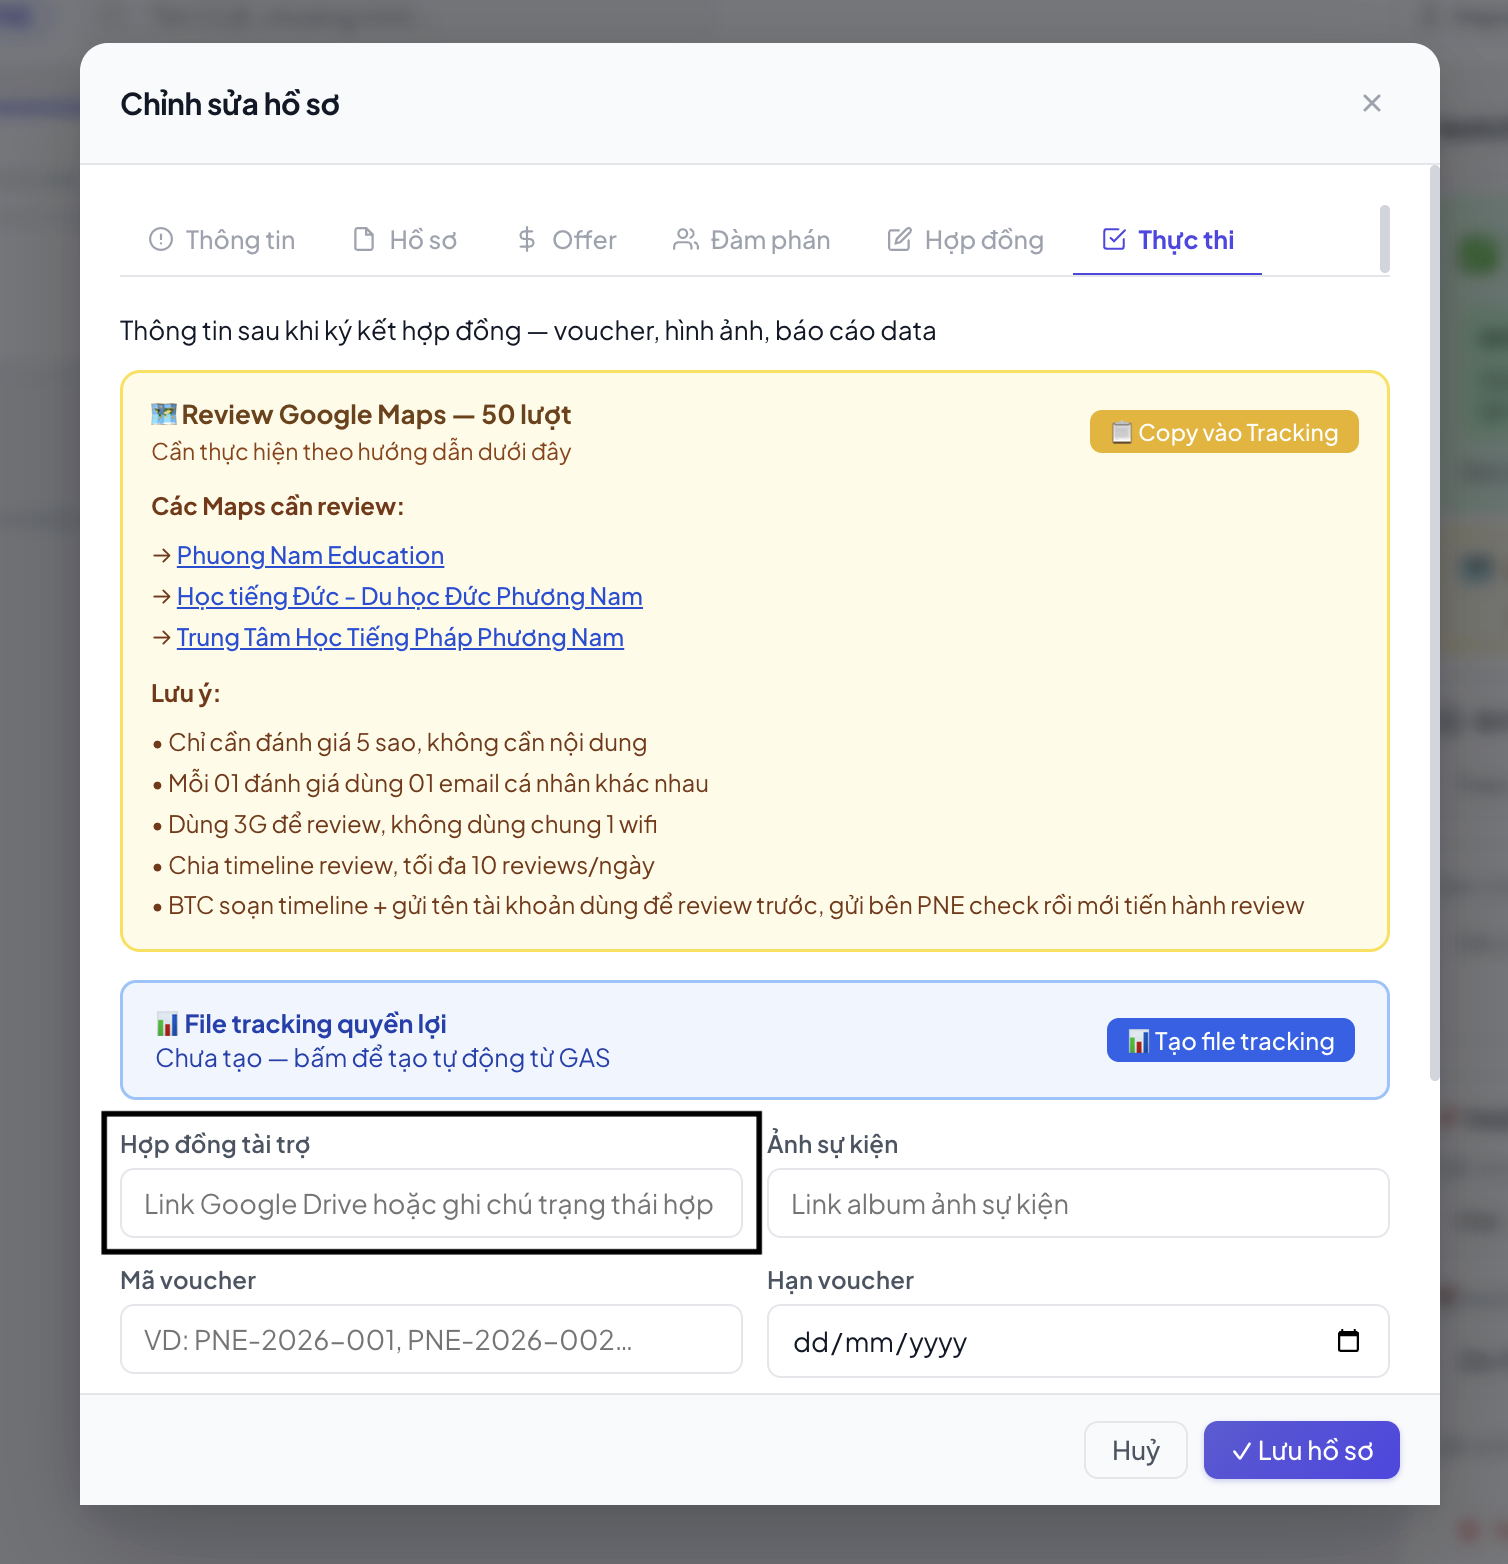 Chỉnh sửa hồ sơ
Thông tin
Hồ sơ
Offer
Đàm phán
Hợp đồng
Thực thi
Thông tin sau khi ký kết hợp đồng — voucher, hình ảnh, báo cáo data
Review Google Maps — 50 lượt
Cần thực hiện theo hướng dẫn dưới đây
Copy vào Tracking
Các Maps cần review:
→ Phuong Nam Education
→ Học tiếng Đức - Du học Đức Phương Nam
→ Trung Tâm Học Tiếng Pháp Phương Nam
Lưu ý:
• Chỉ cần đánh giá 5 sao, không cần nội dung
• Mỗi 01 đánh giá dùng 01 email cá nhân khác nhau
• Dùng 3G để review, không dùng chung 1 wifi
• Chia timeline review, tối đa 10 reviews/ngày
• BTC soạn timeline + gửi tên tài khoản dùng để review trước, gửi bên PNE check rồi mới tiến hành review
File tracking quyền lợi
Chưa tạo — bấm để tạo tự động từ GAS
Tạo file tracking
Hợp đồng tài trợ
Link Google Drive hoặc ghi chú trạng thái hợp
Ảnh sự kiện
Link album ảnh sự kiện
Mã voucher
VD: PNE-2026-001, PNE-2026-002...
Hạn voucher
dd/mm/yyyy
Huỷ
✓ Lưu hồ sơ